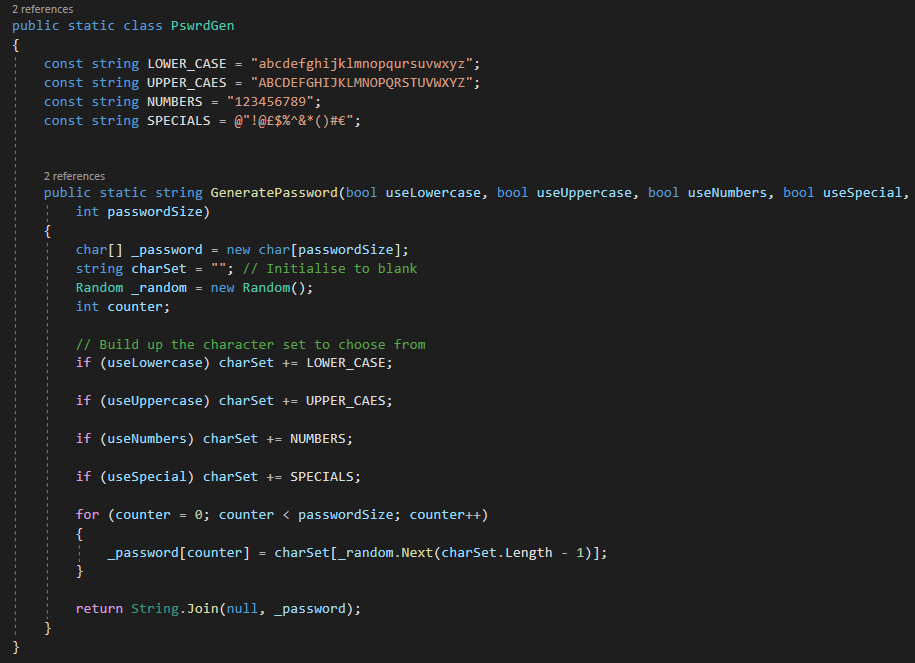 2 references
public static class PswrdGen
{
const string LOWER_CASE = "abcdefghijklmnopqursuvwxyz";
const string UPPER_CAES = "ABCDEFGHIJKLMNOPQRSTUVWXYZ";
const string NUMBERS = "123456789";
const string SPECIALS = @"!@£$%^&*()#€";
2 references
public static string GeneratePassword(bool useLowercase, bool useUppercase, bool useNumbers, bool useSpecial,
int passwordSize)
{
char[] _password = new char[passwordSize];
string charSet = ""; // Initialise to blank
Random _random = new Random();
int counter;
// Build up the character set to choose from
if (useLowercase) charSet += LOWER_CASE;
if (useUppercase) charSet += UPPER_CAES;
if (useNumbers) charSet += NUMBERS;
if (useSpecial) charSet += SPECIALS;
for (counter = 0; counter < passwordSize; counter++)
{
_password[counter] = charSet[_random.Next(charSet.Length - 1)];
}
return String.Join(null, _password);
}
}